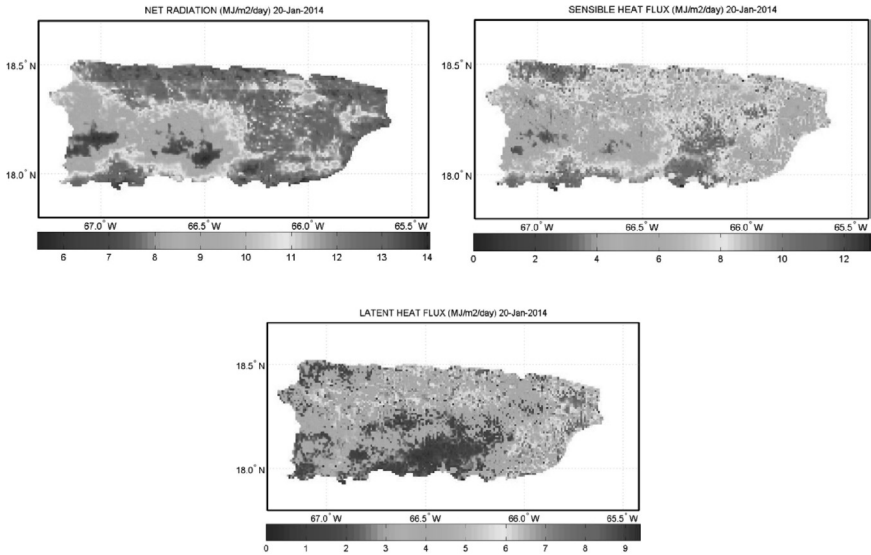 NET RADIATION (MJ/m2/day) 20-Jan-2014
18.5° N
18.0° N
67.0° W 66.5° W 66.0° W 65.5° W
6 7 8 9 10 11 12 13 14
SENSIBLE HEAT FLUX (MJ/m2/day) 20-Jan-2014
18.5° N
18.0° N
67.0° W 66.5° W 66.0° W 65.5° W
0 2 4 6 8 10 12
LATENT HEAT FLUX (MJ/m2/day) 20-Jan-2014
18.5° N
18.0° N
67.0° W 66.5° W 66.0° W 65.5° W
0 1 2 3 4 5 6 7 8 9